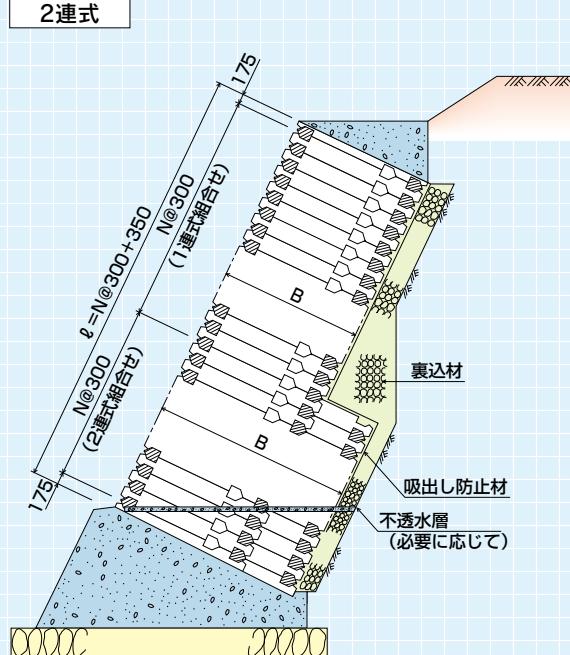 2連式
175
N@300
(1連式組合せ)
ℓ=N@300+350
B
N@300
(2連式組合せ)
裏込材
B
吸出し防止材
175
不透水層
(必要に応じて)